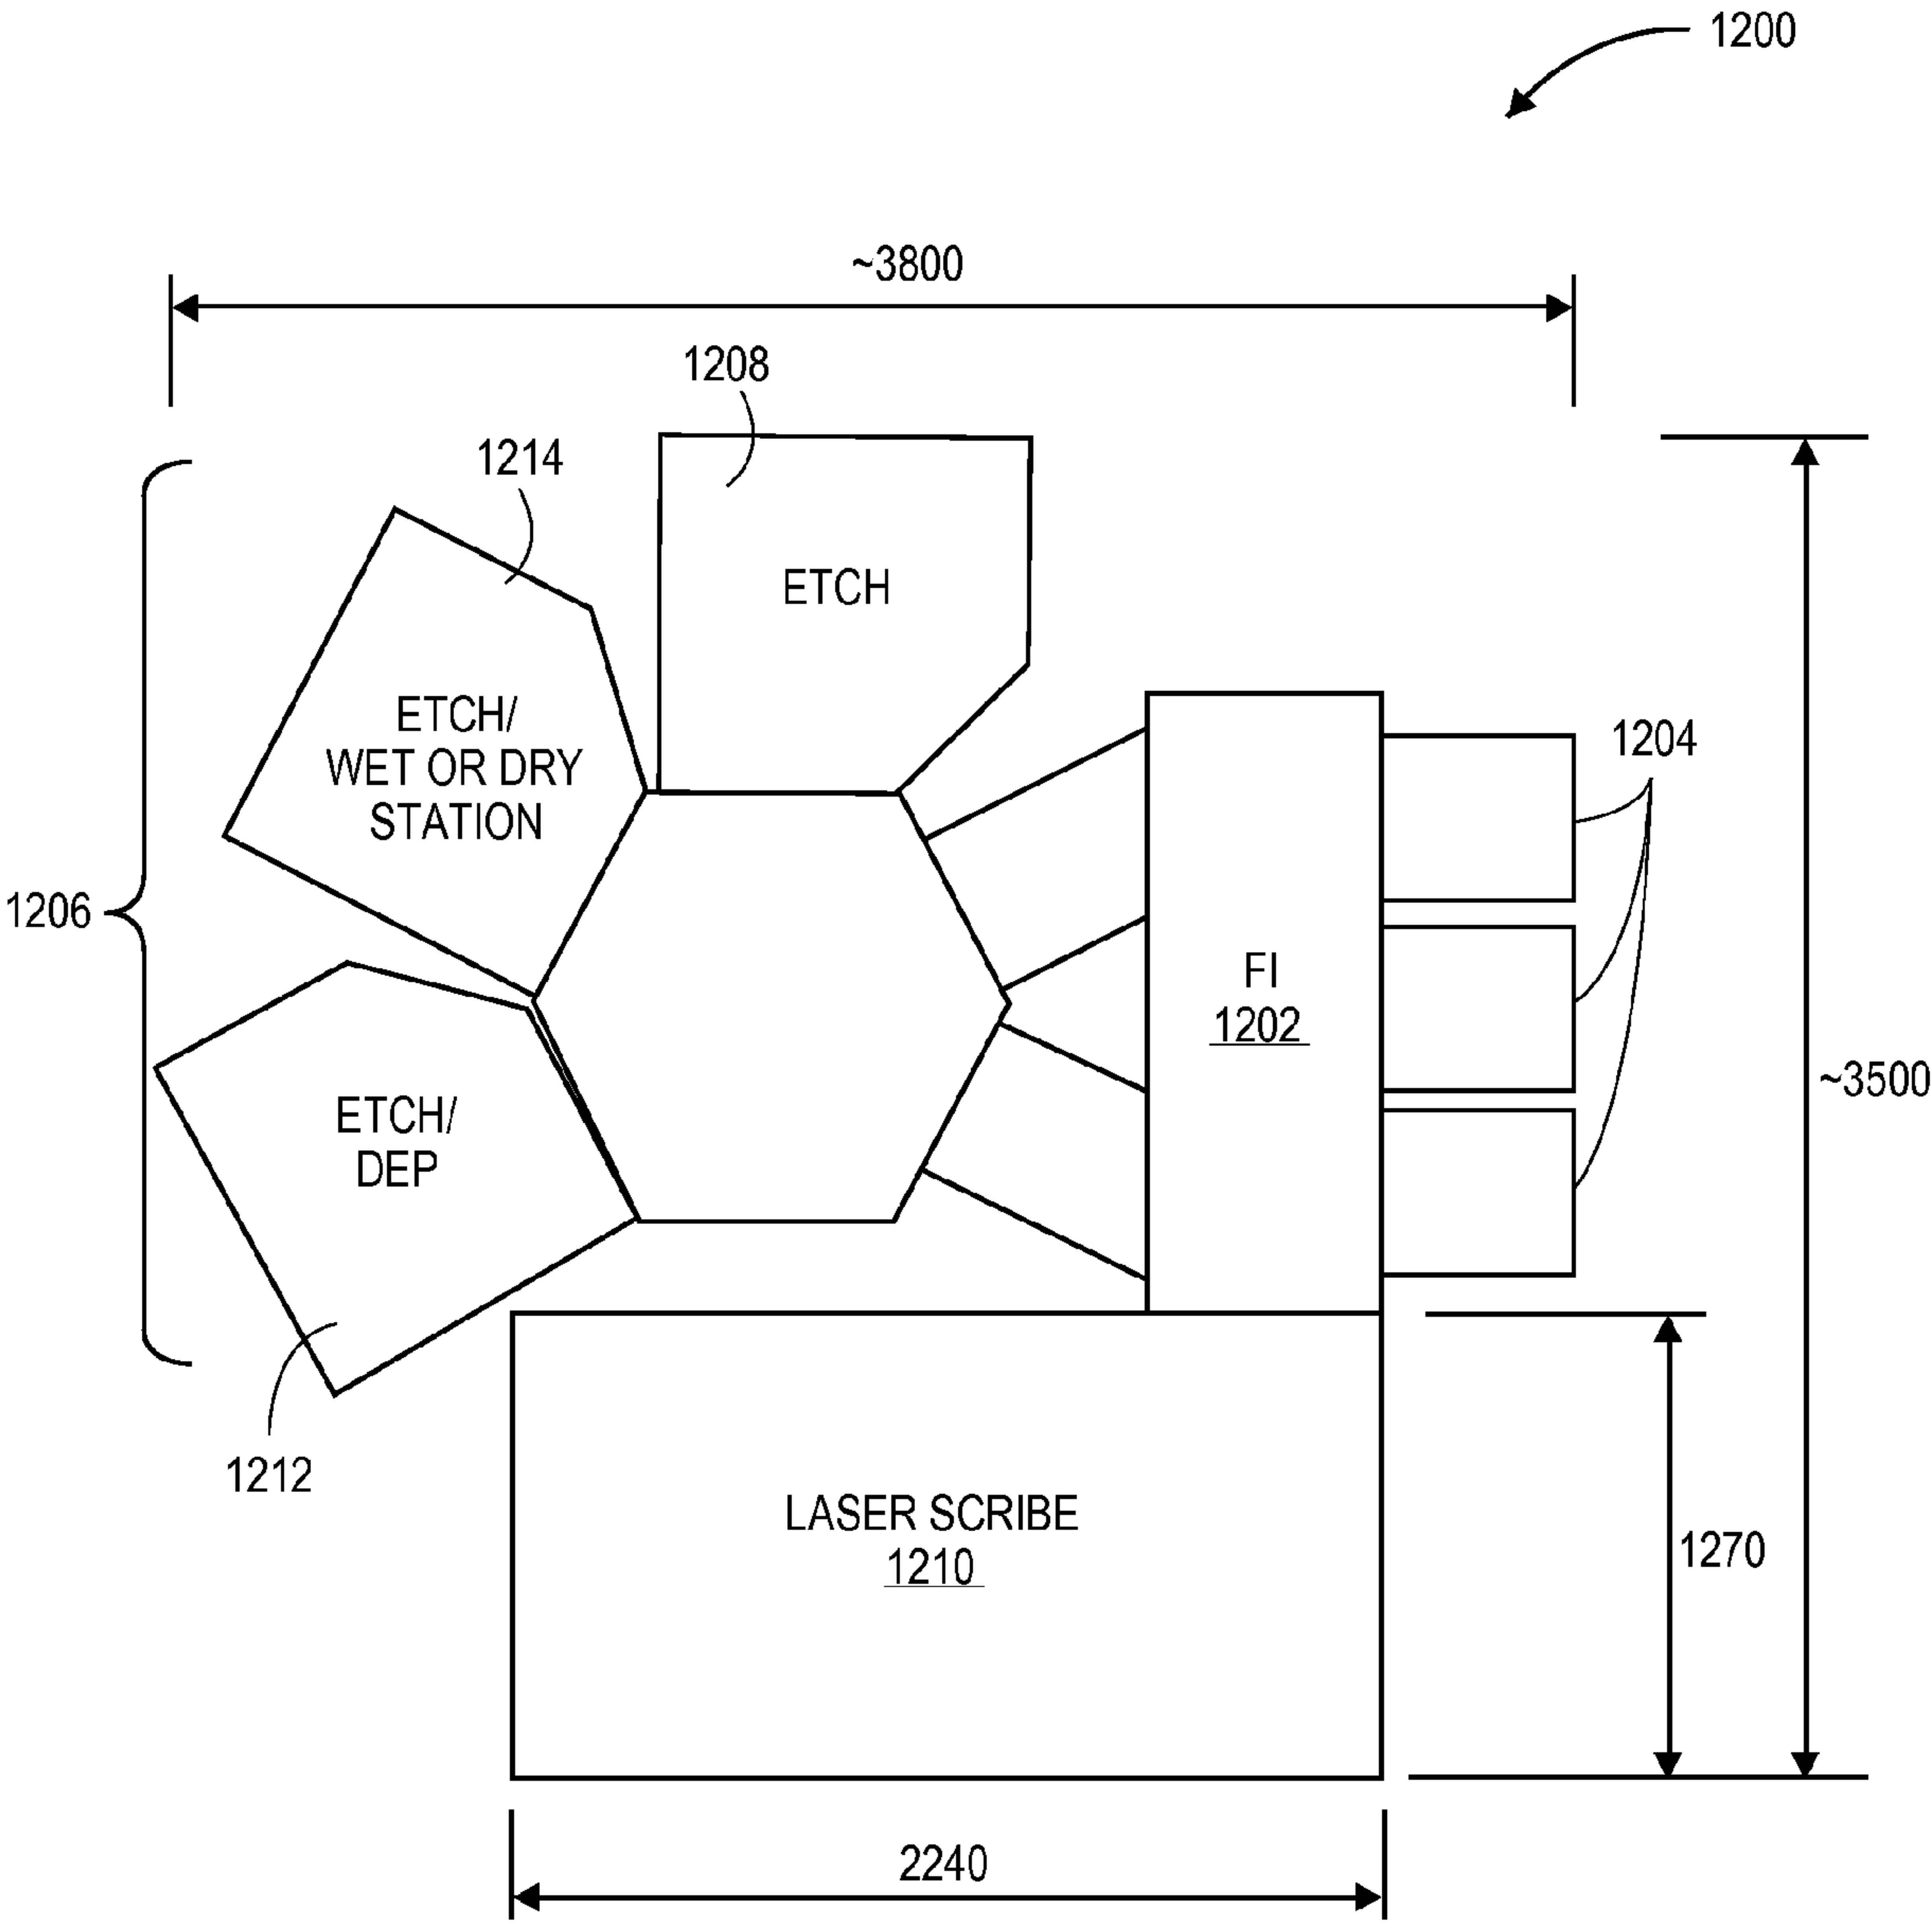 1200
~3800
1208
1214
ETCH
ETCH/
WET OR DRY
STATION
1204
1206
FI
1202
~3500
ETCH/
DEP
1212
LASER SCRIBE
1210
1270
2240